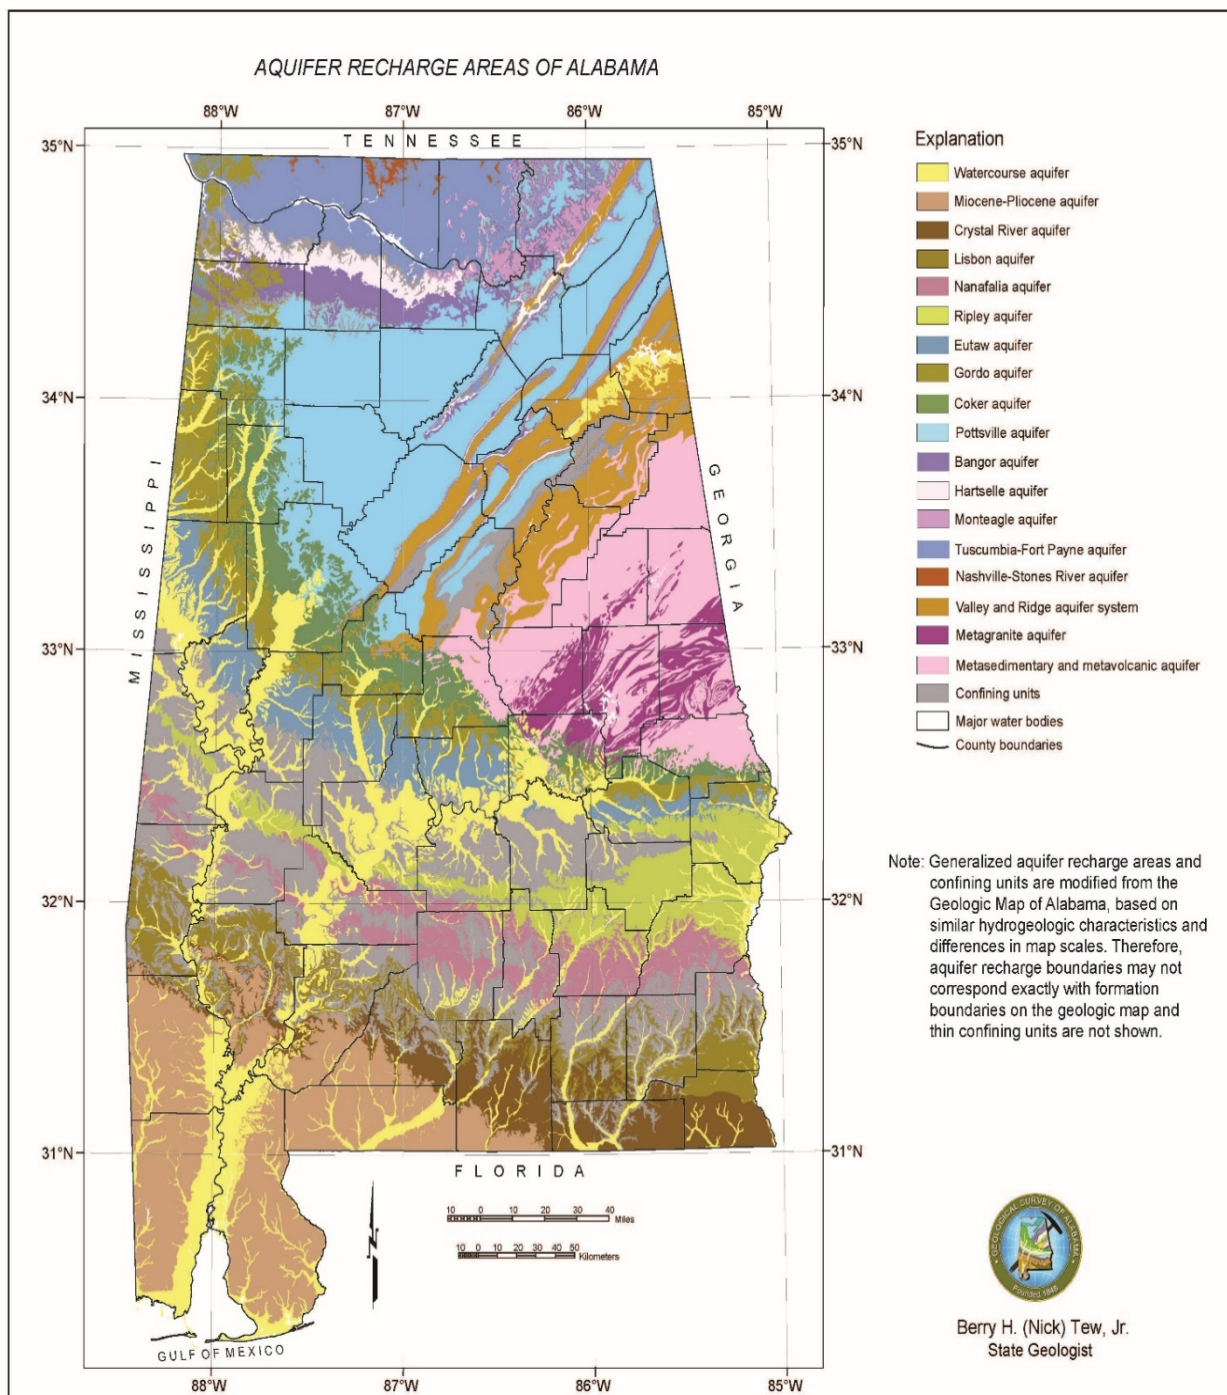 AQUIFER RECHARGE AREAS OF ALABAMA
88°W 87°W 86°W 85°W
TENNESSEE
35°N 35°N
34°N 34°N
33°N 33°N
32°N 32°N
31°N 31°N
MISSISSIPPI
GEORGIA
FLORIDA
GULF OF MEXICO
10 0 10 20 30 40
Miles
10 0 10 20 30 40 50
Kilometers
88°W 87°W 86°W 85°W
Explanation
Watercourse aquifer
Miocene-Pliocene aquifer
Crystal River aquifer
Lisbon aquifer
Nanafalia aquifer
Ripley aquifer
Eutaw aquifer
Gordo aquifer
Coker aquifer
Pottsville aquifer
Bangor aquifer
Hartselle aquifer
Monteagle aquifer
Tuscumbia-Fort Payne aquifer
Nashville-Stones River aquifer
Valley and Ridge aquifer system
Metagranite aquifer
Metasedimentary and metavolcanic aquifer
Confining units
Major water bodies
County boundaries
Note: Generalized aquifer recharge areas and
confining units are modified from the
Geologic Map of Alabama, based on
similar hydrogeologic characteristics and
differences in map scales. Therefore,
aquifer recharge boundaries may not
correspond exactly with formation
boundaries on the geologic map and
thin confining units are not shown.
GEOLOGICAL SURVEY OF ALABAMA
Founded 1848
Berry H. (Nick) Tew, Jr.
State Geologist